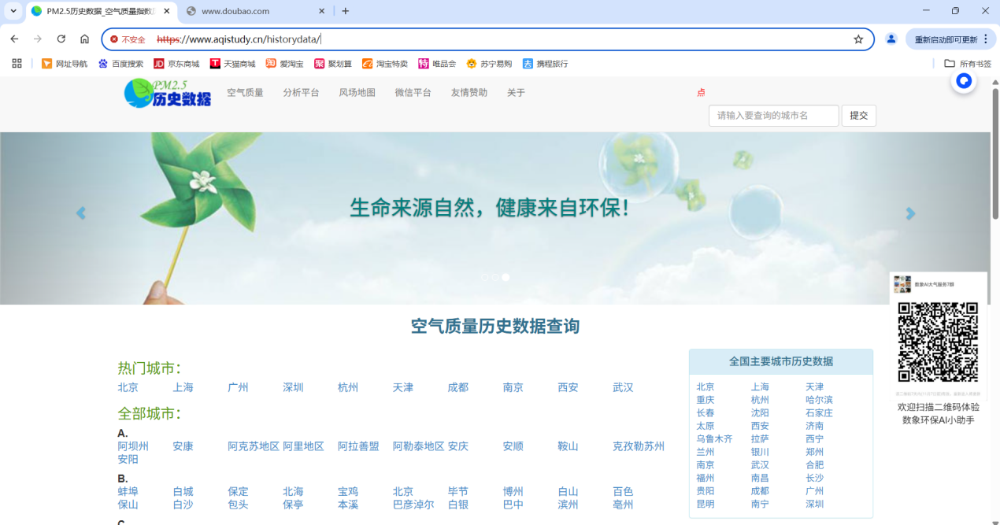 PM2.5历史数据_空气质量指数
www.doubao.com
不安全 https://www.aqistudy.cn/historydata/
重新启动即可更新
网址导航 百度搜索 京东商城 天猫商城 爱淘宝 聚划算 淘宝特卖 唯品会 苏宁易购 携程旅行 所有书签
PM2.5
历史数据
空气质量 分析平台 风场地图 微信平台 友情赞助 关于
点
请输入要查询的城市名 提交
生命来源自然，健康来自环保！
空气质量历史数据查询
热门城市：
北京 上海 广州 深圳 杭州 天津 成都 南京 西安 武汉
全部城市：
A.
阿坝州 安康 阿克苏地区 阿里地区 阿拉善盟 阿勒泰地区 安庆 安顺 鞍山 克孜勒苏州
安阳
B.
蚌埠 白城 保定 北海 宝鸡 北京 毕节 博州 白山 百色
保山 白沙 包头 保亭 本溪 巴彦淖尔 白银 巴中 滨州 亳州
C.
全国主要城市历史数据
北京 上海 天津
重庆 杭州 哈尔滨
长春 沈阳 石家庄
太原 西安 济南
乌鲁木齐 拉萨 西宁
兰州 银川 郑州
南京 武汉 合肥
福州 南昌 长沙
贵阳 成都 广州
昆明 南宁 深圳
数象AI大气服务7群
欢迎扫描二维码体验
数象环保AI小助手